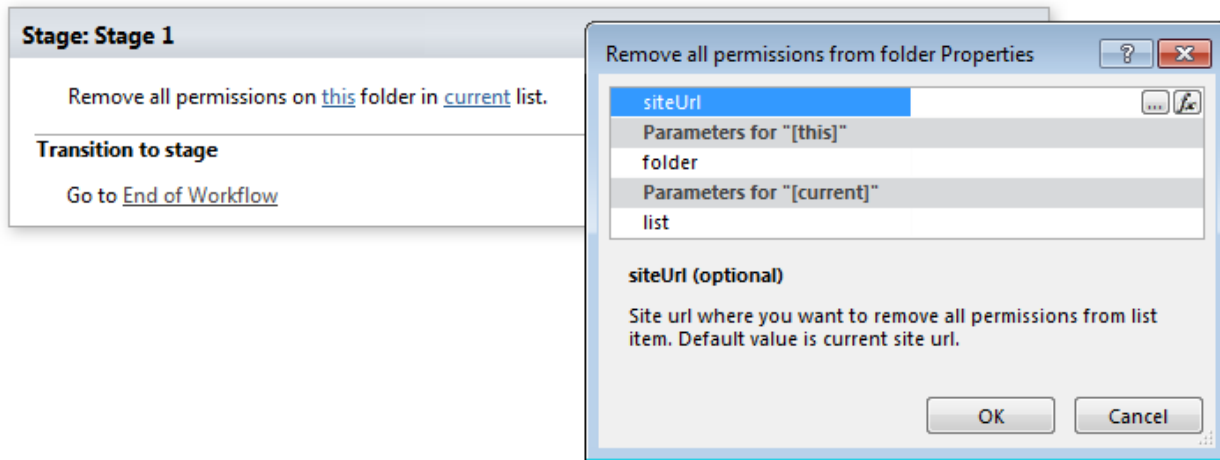 Stage: Stage 1
Remove all permissions on this folder in current list.
Transition to stage
Go to End of Workflow
Remove all permissions from folder Properties
?
siteUrl
... fx
Parameters for "[this]"
folder
Parameters for "[current]"
list
siteUrl (optional)
Site url where you want to remove all permissions from list
item. Default value is current site url.
OK Cancel